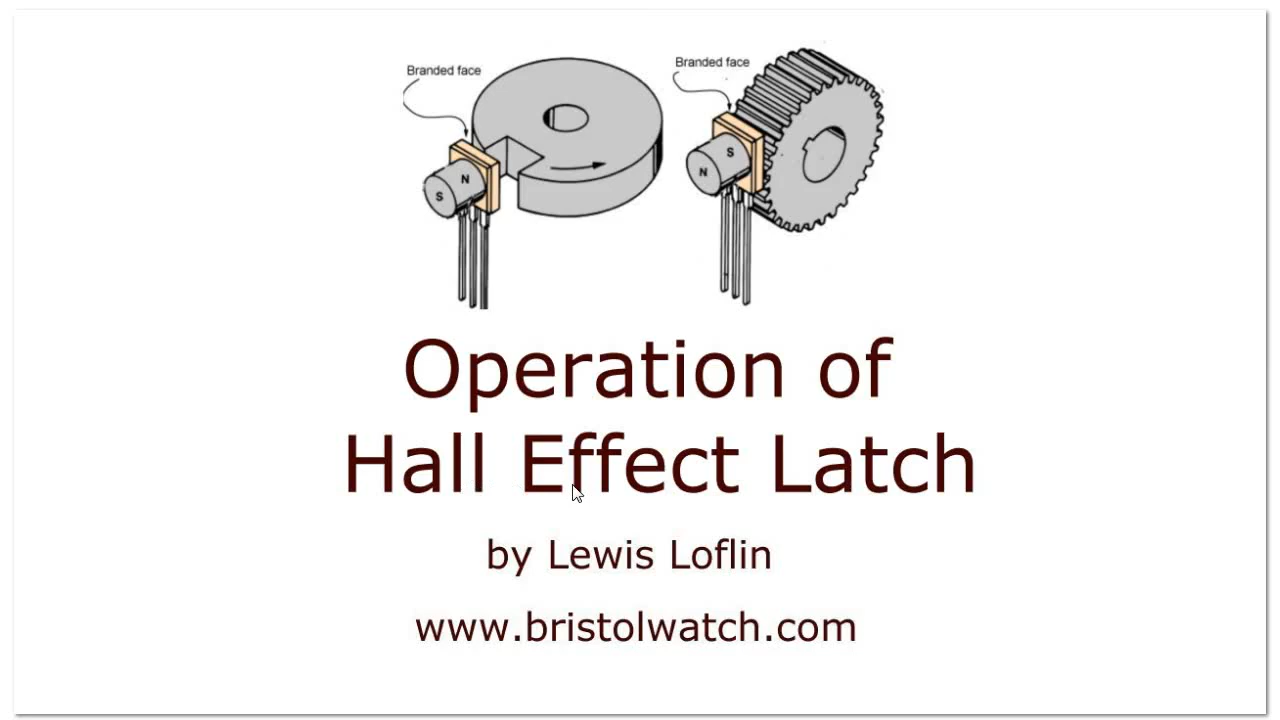 Branded face
Branded face
N
S
S
N
Operation of
Hall Effect Latch
by Lewis Loflin
www.bristolwatch.com